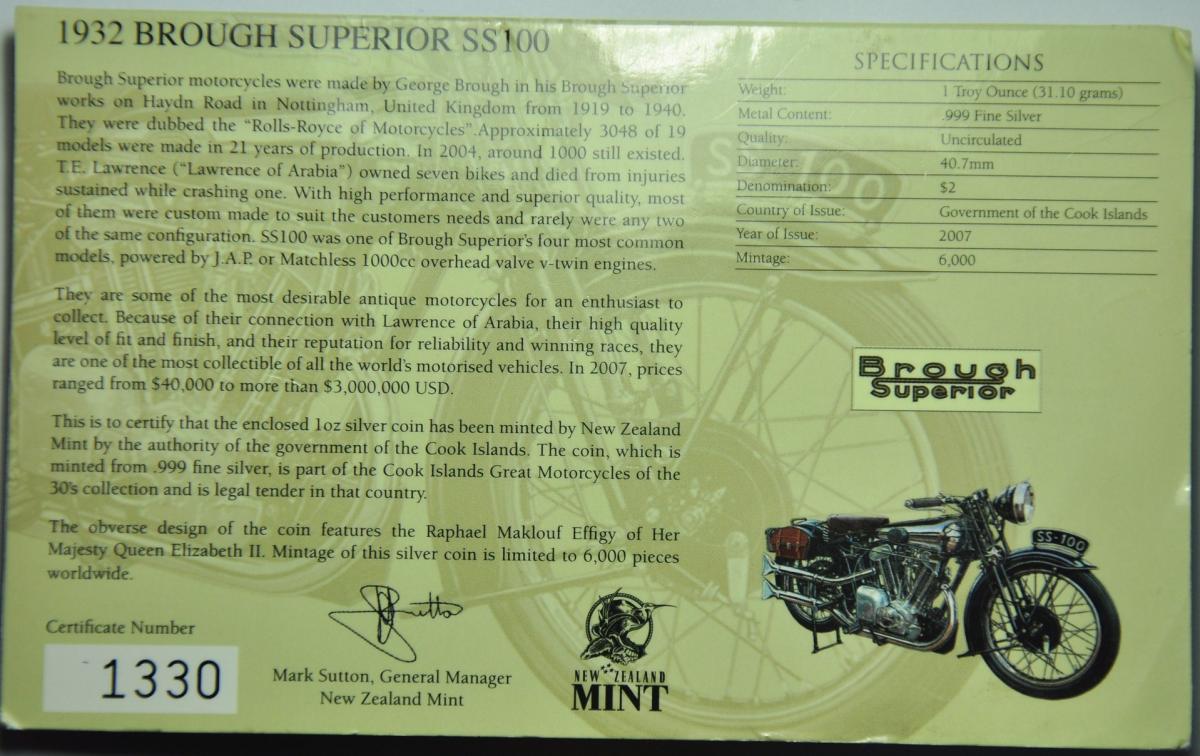 1932 BROUGH SUPERIOR SS100
Brough Superior motorcycles were made by George Brough in his Brough Superior
works on Haydn Road in Nottingham, United Kingdom from 1919 to 1940.
They were dubbed the “Rolls-Royce of Motorcycles”.Approximately 3048 of 19
models were made in 21 years of production. In 2004, around 1000 still existed.
T.E. Lawrence (“Lawrence of Arabia”) owned seven bikes and died from injuries
sustained while crashing one. With high performance and superior quality, most
of them were custom made to suit the customers needs and rarely were any two
of the same configuration. SS100 was one of Brough Superior's four most common
models, powered by J.A.P. or Matchless 1000cc overhead valve v-twin engines.
They are some of the most desirable antique motorcycles for an enthusiast to
collect. Because of their connection with Lawrence of Arabia, their high quality
level of fit and finish, and their reputation for reliability and winning races, they
are one of the most collectible of all the world's motorised vehicles. In 2007, prices
ranged from $40,000 to more than $3,000,000 USD.
This is to certify that the enclosed 1oz silver coin has been minted by New Zealand
Mint by the authority of the government of the Cook Islands. The coin, which is
minted from .999 fine silver, is part of the Cook Islands Great Motorcycles of the
30's collection and is legal tender in that country.
The obverse design of the coin features the Raphael Maklouf Effigy of Her
Majesty Queen Elizabeth II. Mintage of this silver coin is limited to 6,000 pieces
worldwide.
Certificate Number
1330
Mark Sutton, General Manager
New Zealand Mint
NEW ZEALAND
MINT
SPECIFICATIONS
Weight: 1 Troy Ounce (31.10 grams)
Metal Content: .999 Fine Silver
Quality: Uncirculated
Diameter: 40.7mm
Denomination: $2
Country of Issue: Government of the Cook Islands
Year of Issue: 2007
Mintage: 6,000
SS-100
Brough
Superior
SS-100